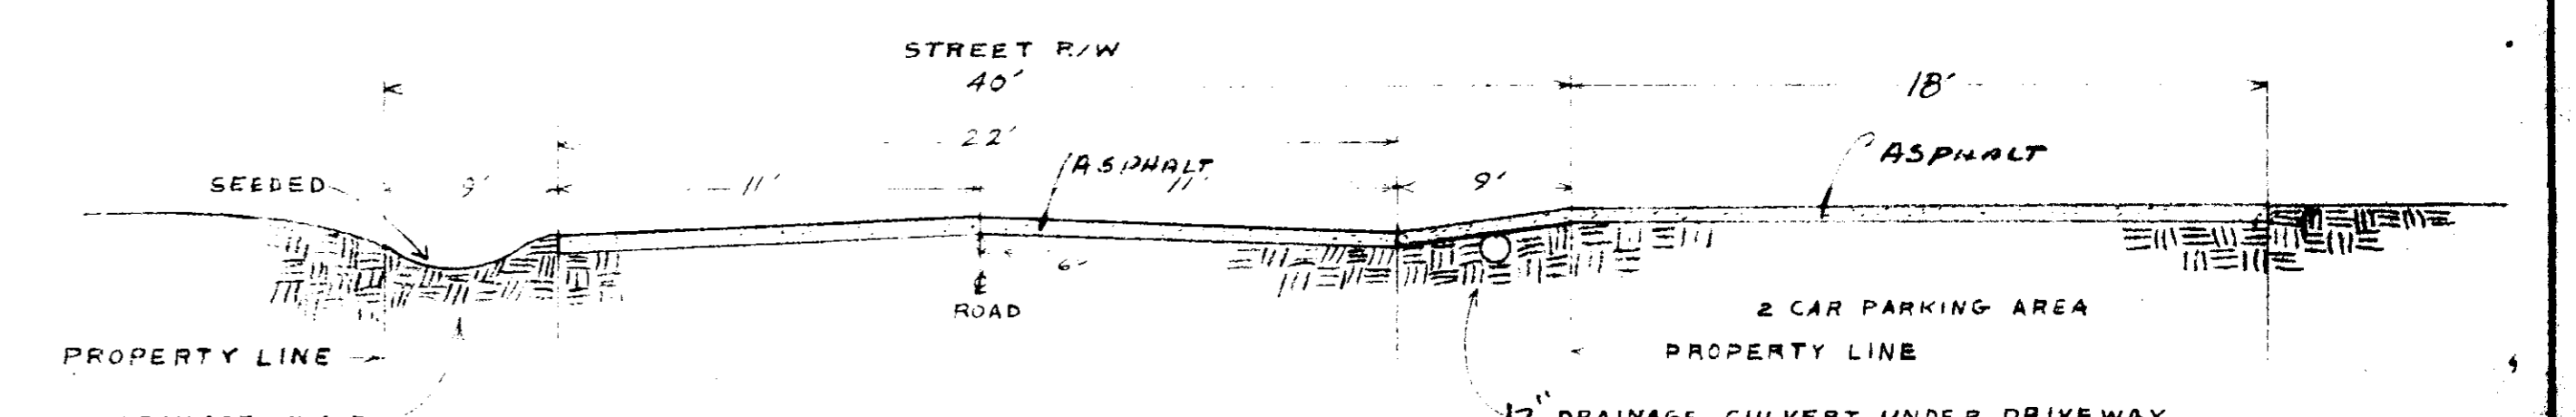 STREET R/W
40'
18'
22'
ASPHALT
ASPHALT
SEEDED
9'
11'
11'
9'
6"
ROAD
2 CAR PARKING AREA
PROPERTY LINE
PROPERTY LINE
12" DRAINAGE CULVERT UNDER DRIVEWAY